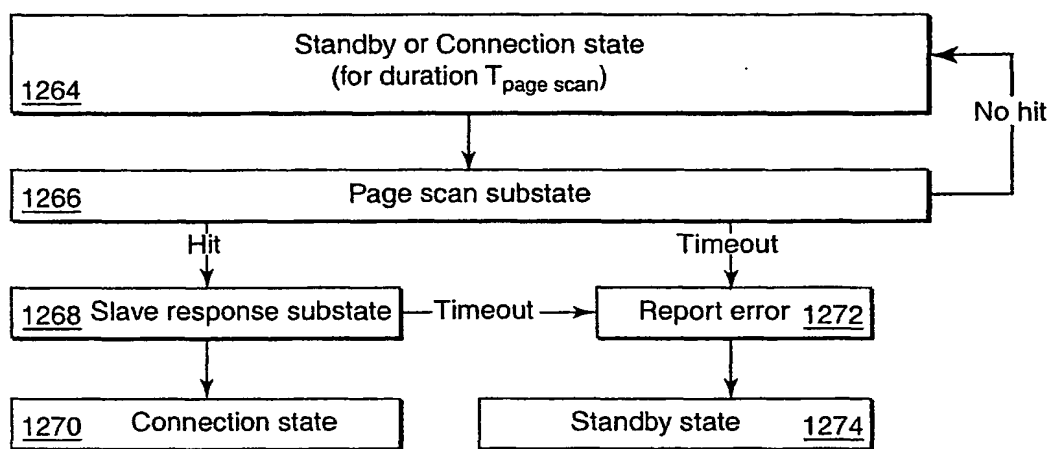 Standby or Connection state
(for duration Tpage scan)
1264
No hit
1266
Page scan substate
Hit
Timeout
1268
Slave response substate
Timeout
Report error
1272
1270
Connection state
Standby state
1274